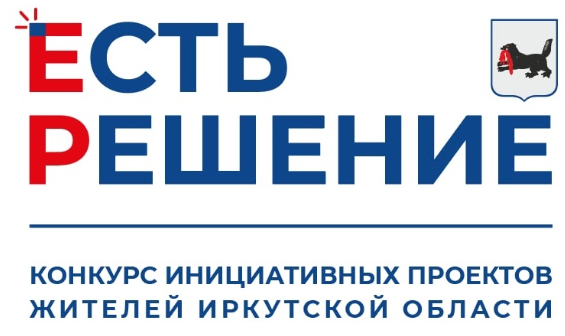 ЕСТЬ
РЕШЕНИЕ
КОНКУРС ИНИЦИАТИВНЫХ ПРОЕКТОВ
ЖИТЕЛЕЙ ИРКУТСКОЙ ОБЛАСТИ